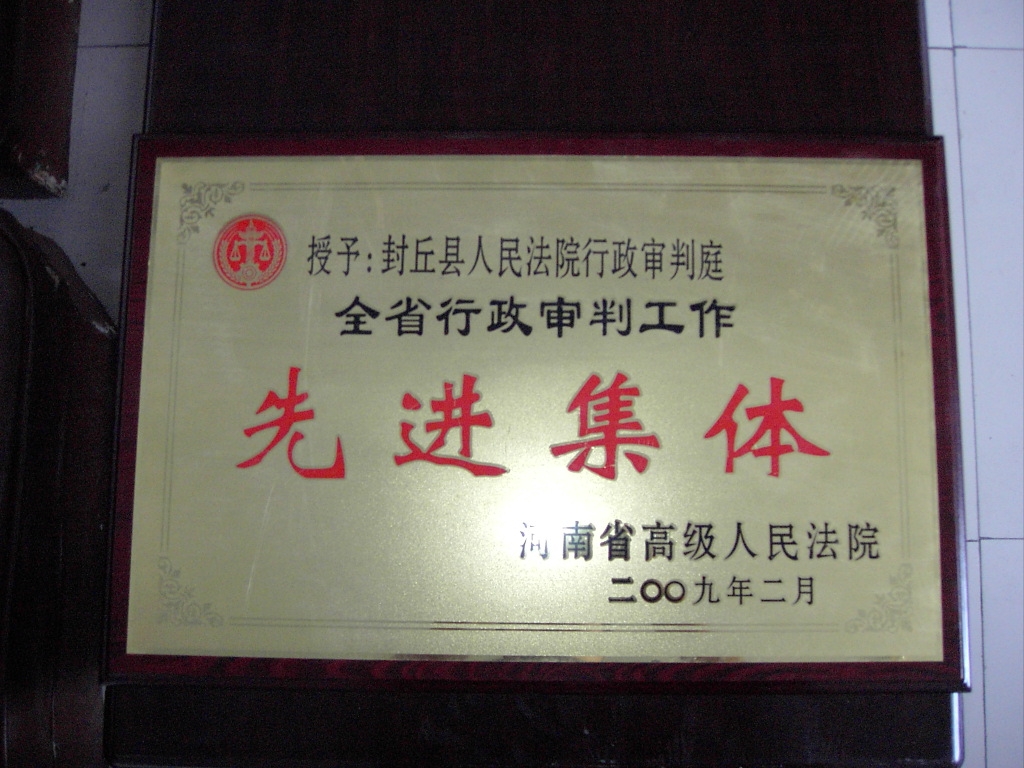 授予:封丘县人民法院行政审判庭
全省行政审判工作
先进集体
河南省高级人民法院
二〇〇九年二月